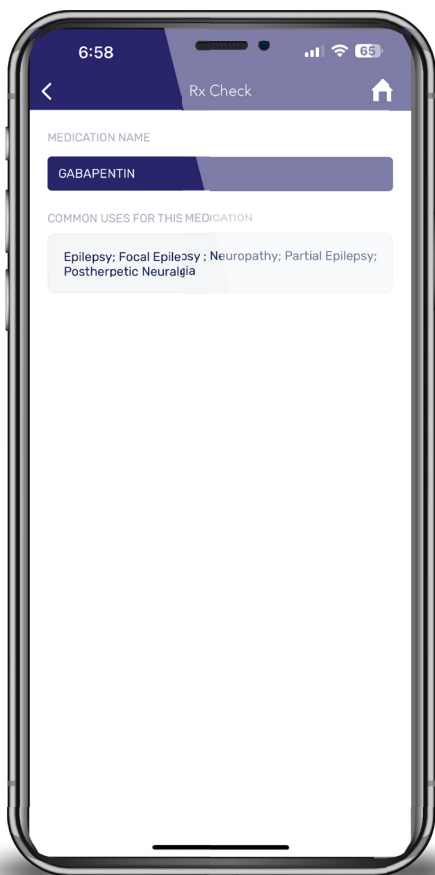 6:58
65
Rx Check
MEDICATION NAME
GABAPENTIN
COMMON USES FOR THIS MEDICATION
Epilepsy; Focal Epilepsy ; Neuropathy; Partial Epilepsy;
Postherpetic Neuralgia